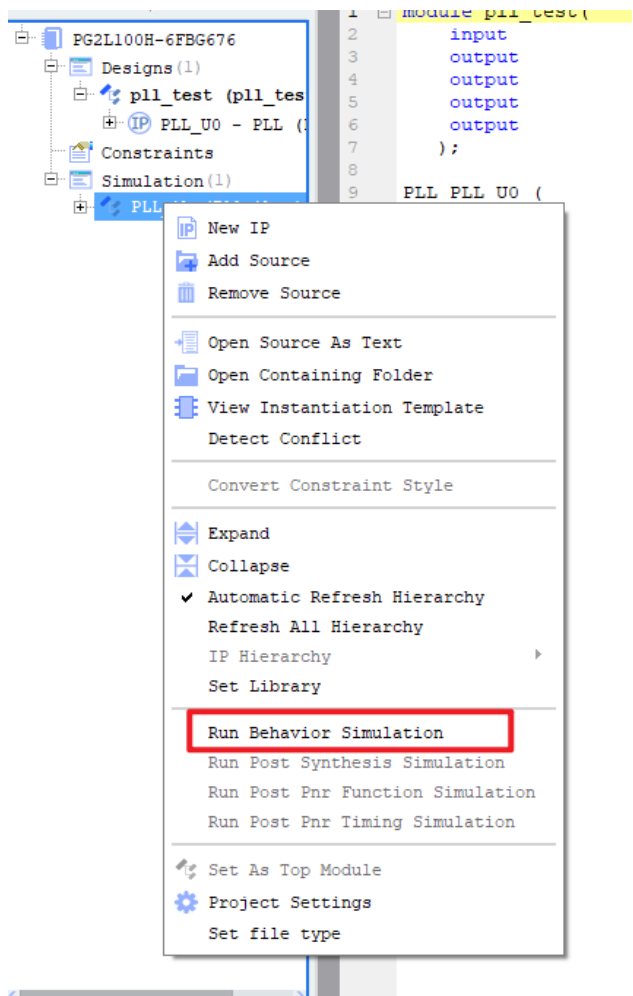 PG2L100H-6FBG676
Designs(1)
pll_test (pll_tes
PLL_U0 - PLL (
Constraints
Simulation(1)
PLL
1 module pll_test(
2 input
3 output
4 output
5 output
6 output
7 );
8
9 PLL PLL U0 (
New IP
Add Source
Remove Source
Open Source As Text
Open Containing Folder
View Instantiation Template
Detect Conflict
Convert Constraint Style
Expand
Collapse
Automatic Refresh Hierarchy
Refresh All Hierarchy
IP Hierarchy
Set Library
Run Behavior Simulation
Run Post Synthesis Simulation
Run Post Pnr Function Simulation
Run Post Pnr Timing Simulation
Set As Top Module
Project Settings
Set file type